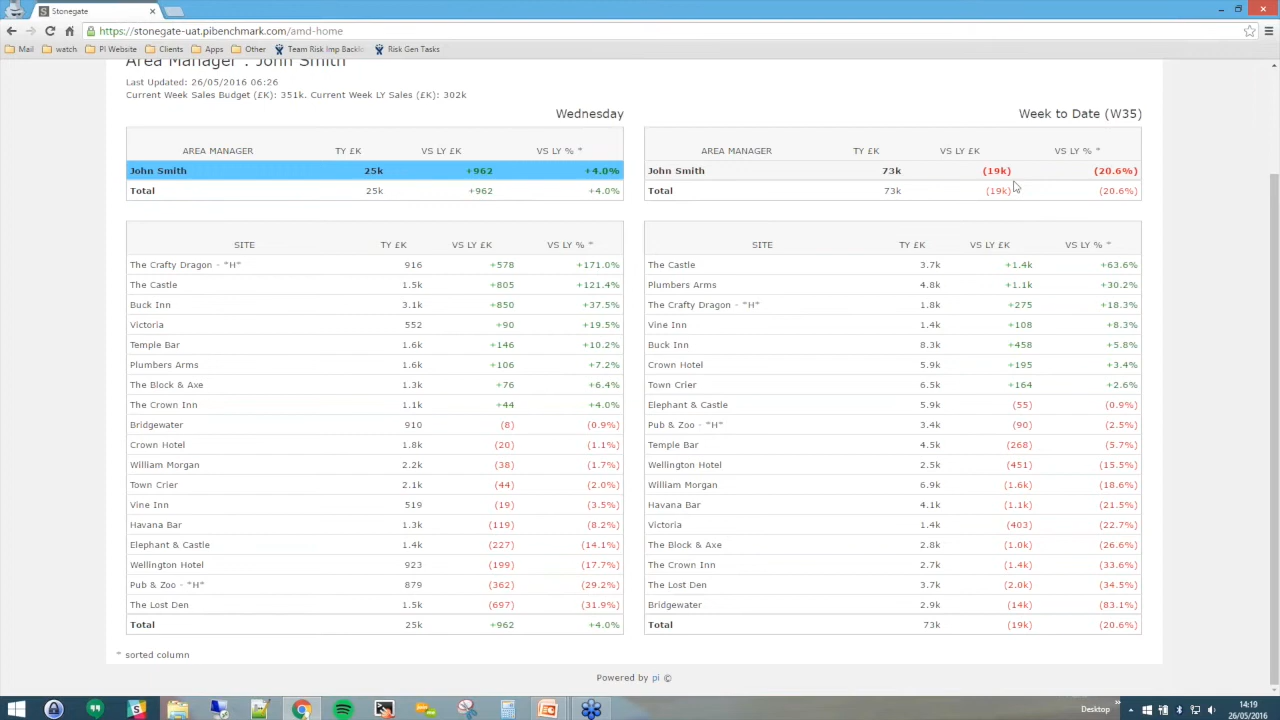 Stonegate
https://stonegate-uat.pibenchmark.com/amd-home
Mail watch PI Website Clients Apps Other Team Risk Imp Backlo Risk Gen Tasks
Area Manager : John Smith
Last Updated: 26/05/2016 06:26
Current Week Sales Budget (£K): 351k. Current Week LY Sales (£K): 302k
Wednesday
AREA MANAGER TY £K VS LY £K VS LY % *
John Smith 25k +962 +4.0%
Total 25k +962 +4.0%
SITE TY £K VS LY £K VS LY % *
The Crafty Dragon - "H" 916 +578 +171.0%
The Castle 1.5k +805 +121.4%
Buck Inn 3.1k +850 +37.5%
Victoria 552 +90 +19.5%
Temple Bar 1.6k +146 +10.2%
Plumbers Arms 1.6k +106 +7.2%
The Block & Axe 1.3k +76 +6.4%
The Crown Inn 1.1k +44 +4.0%
Bridgewater 910 (8) (0.9%)
Crown Hotel 1.8k (20) (1.1%)
William Morgan 2.2k (38) (1.7%)
Town Crier 2.1k (44) (2.0%)
Vine Inn 519 (19) (3.5%)
Havana Bar 1.3k (119) (8.2%)
Elephant & Castle 1.4k (227) (14.1%)
Wellington Hotel 923 (199) (17.7%)
Pub & Zoo - "H" 879 (362) (29.2%)
The Lost Den 1.5k (697) (31.9%)
Total 25k +962 +4.0%
Week to Date (W35)
AREA MANAGER TY £K VS LY £K VS LY % *
John Smith 73k (19k) (20.6%)
Total 73k (19k) (20.6%)
SITE TY £K VS LY £K VS LY % *
The Castle 3.7k +1.4k +63.6%
Plumbers Arms 4.8k +1.1k +30.2%
The Crafty Dragon - "H" 1.8k +275 +18.3%
Vine Inn 1.4k +108 +8.3%
Buck Inn 8.3k +458 +5.8%
Crown Hotel 5.9k +195 +3.4%
Town Crier 6.5k +164 +2.6%
Elephant & Castle 5.9k (55) (0.9%)
Pub & Zoo - "H" 3.4k (90) (2.5%)
Temple Bar 4.5k (268) (5.7%)
Wellington Hotel 2.5k (451) (15.5%)
William Morgan 6.9k (1.6k) (18.6%)
Havana Bar 4.1k (1.1k) (21.5%)
Victoria 1.4k (403) (22.7%)
The Block & Axe 2.8k (1.0k) (26.6%)
The Crown Inn 2.7k (1.4k) (33.6%)
The Lost Den 3.7k (2.0k) (34.5%)
Bridgewater 2.9k (14k) (83.1%)
Total 73k (19k) (20.6%)
* sorted column
Powered by pi ©
Desktop
14:19
26/05/2016